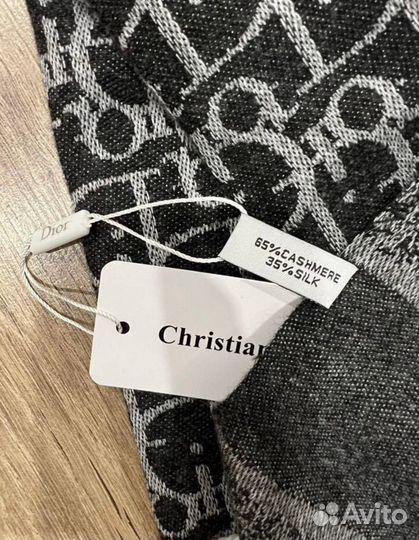 Dior
65%CASHMERE
35%SILK
Christian
Avito